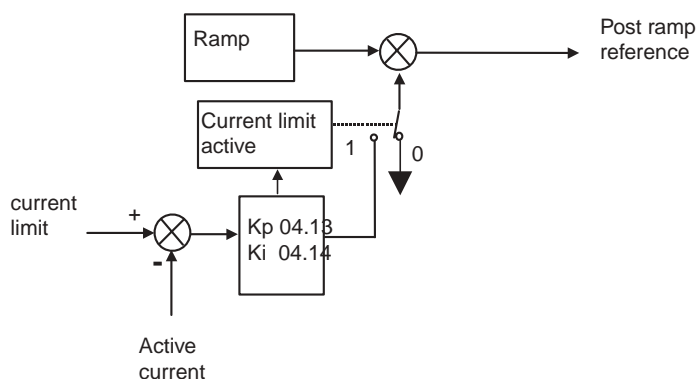 Ramp
Post ramp
reference
Current limit
active
1
0
current
limit
+
-
Kp 04.13
Ki 04.14
Active
current